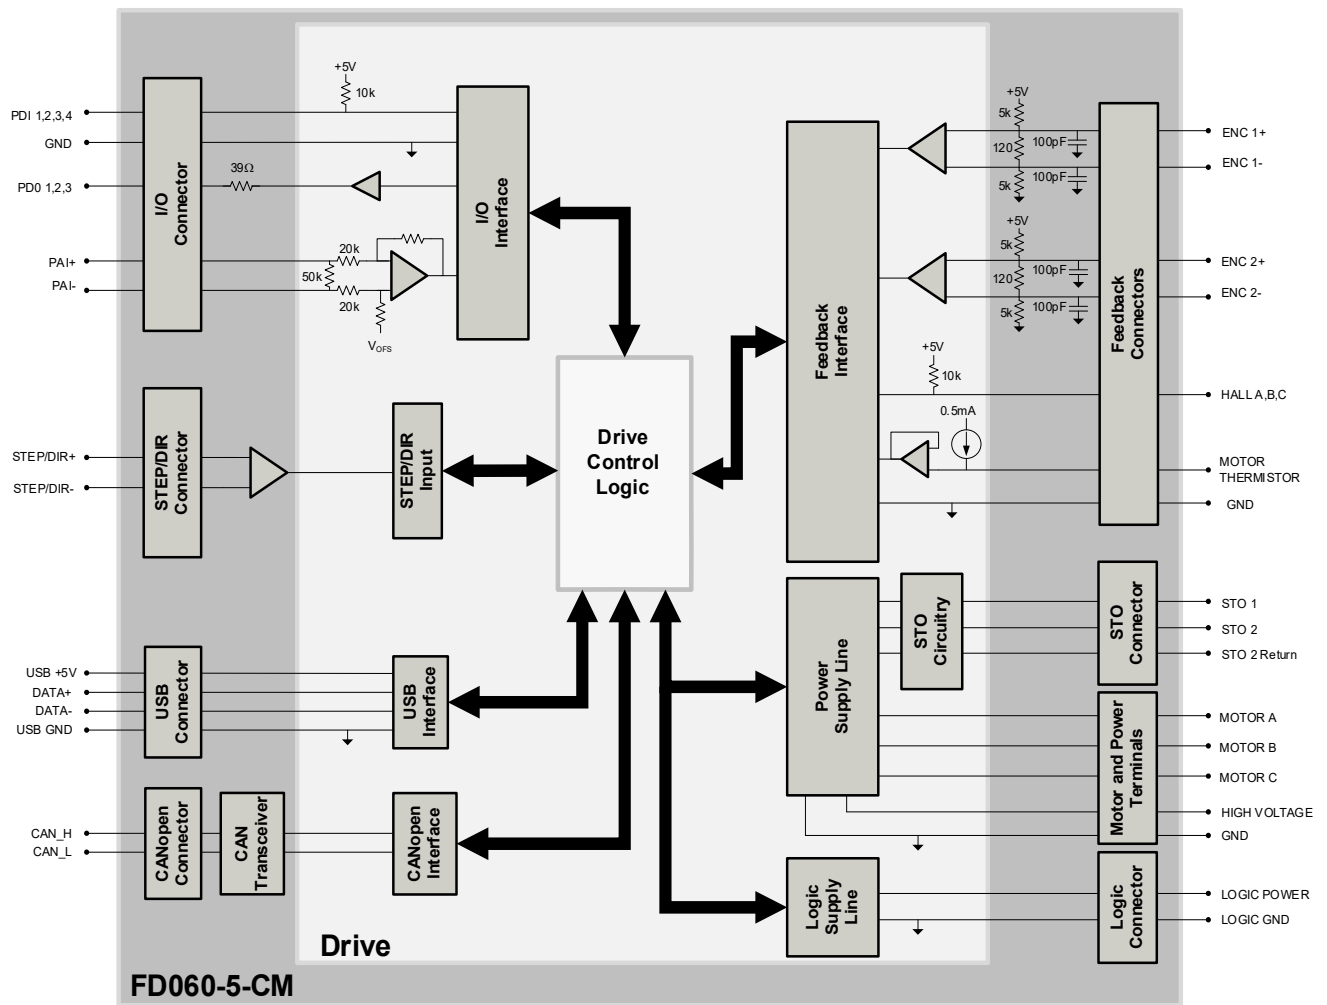 PDI 1,2,3,4
GND
PD0 1,2,3
PAI+
PAI-
I/O
Connector
39Ω
+5V
10k
20k
50k
20k
VOFS
I/O
Interface
STEP/DIR+
STEP/DIR-
STEP/DIR
Connector
STEP/DIR
Input
USB +5V
DATA+
DATA-
USB GND
USB
Connector
USB
Interface
CAN_H
CAN_L
CANopen
Connector
CAN
Transceiver
CANopen
Interface
Drive
Control
Logic
Feedback
Interface
+5V
5k
120
5k
100pF
100pF
+5V
5k
120
5k
100pF
100pF
+5V
10k
0.5mA
Feedback
Connectors
ENC 1+
ENC 1-
ENC 2+
ENC 2-
HALL A,B,C
MOTOR
THERMISTOR
GND
Power
Supply Line
STO
Circuitry
STO
Connector
STO 1
STO 2
STO 2 Return
Motor and Power
Terminals
MOTOR A
MOTOR B
MOTOR C
HIGH VOLTAGE
GND
Logic
Supply
Line
Logic
Connector
LOGIC POWER
LOGIC GND
Drive
FD060-5-CM